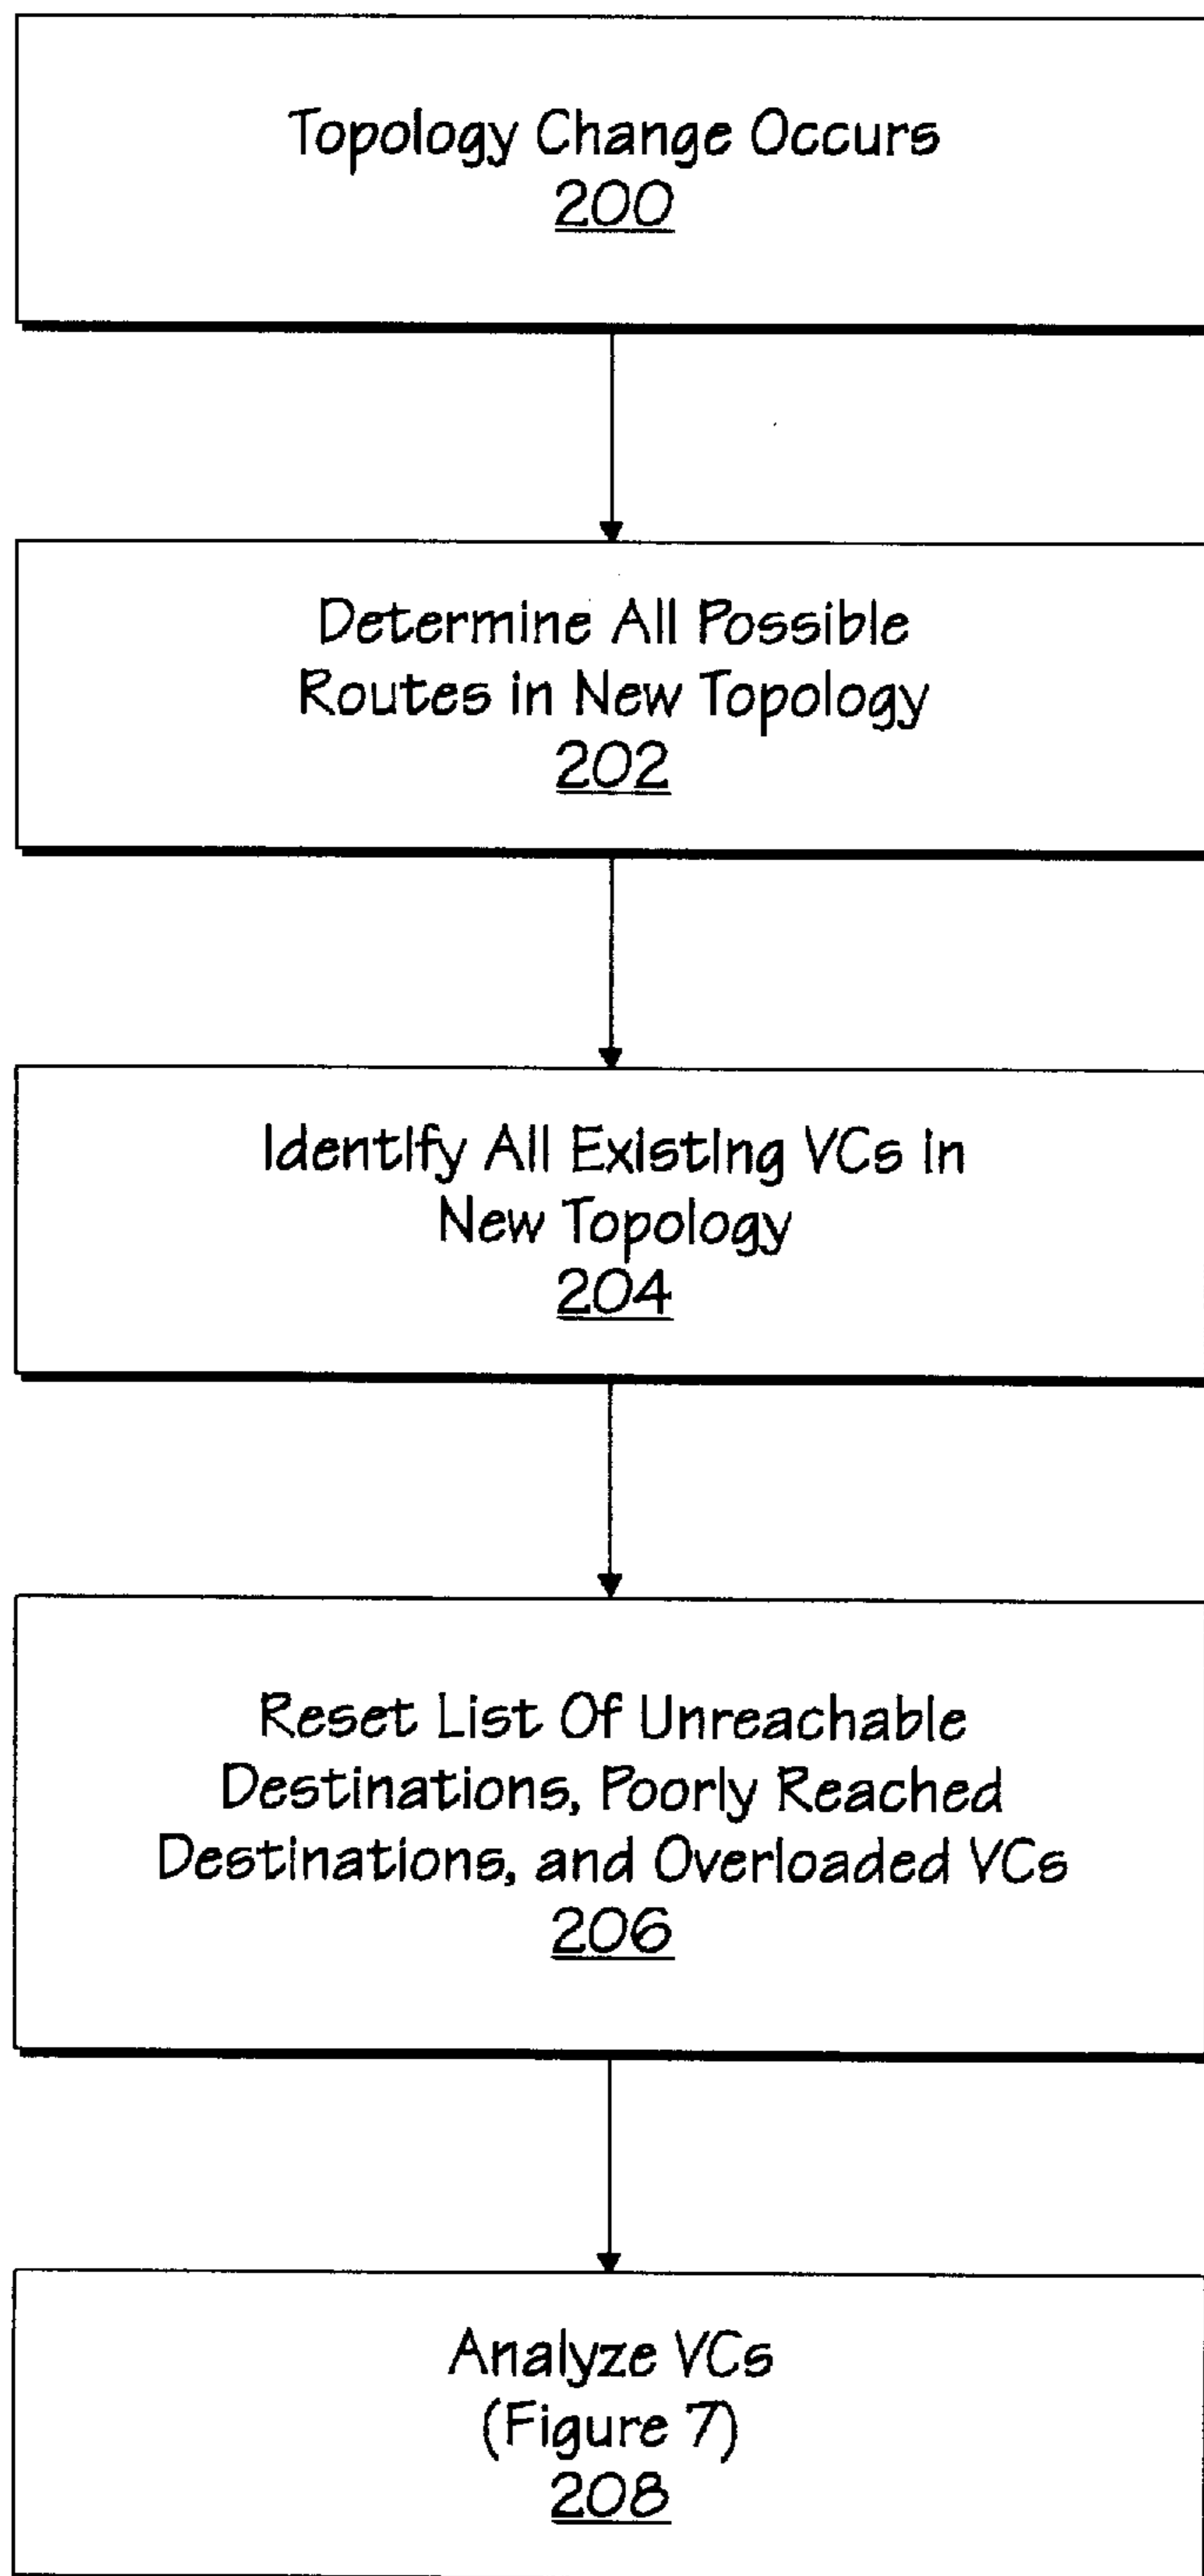 Topology Change Occurs
200
Determine All Possible
Routes in New Topology
202
Identify All Existing VCs in
New Topology
204
Reset List Of Unreachable
Destinations, Poorly Reached
Destinations, and Overloaded VCs
206
Analyze VCs
(Figure 7)
208